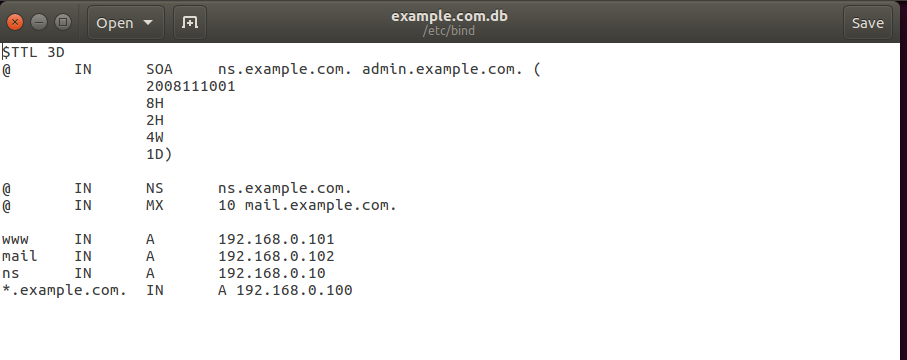 Open
example.com.db
/etc/bind
Save
$TTL 3D
@ IN SOA ns.example.com. admin.example.com. (
2008111001
8H
2H
4W
1D)
@ IN NS ns.example.com.
@ IN MX 10 mail.example.com.
www IN A 192.168.0.101
mail IN A 192.168.0.102
ns IN A 192.168.0.10
*.example.com. IN A 192.168.0.100